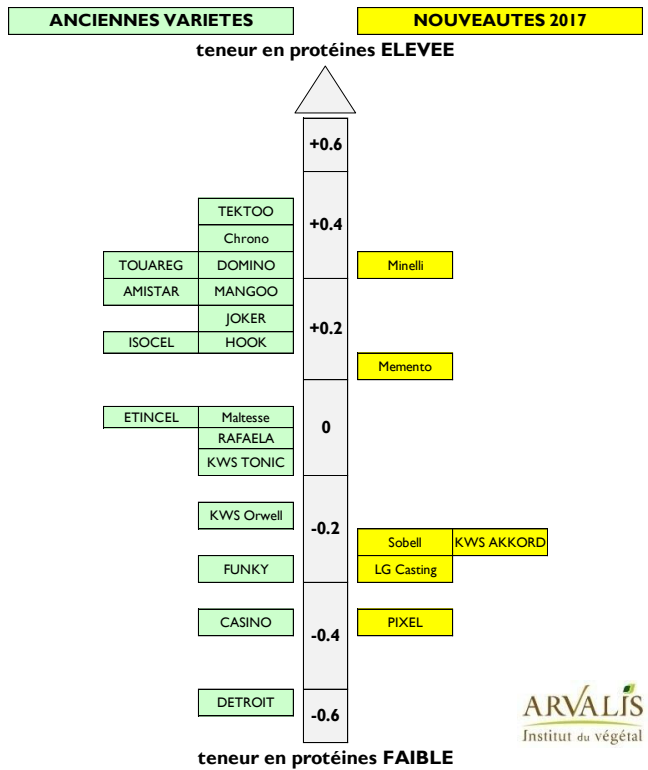 ANCIENNES VARIETES
NOUVEAUTES 2017
teneur en protéines ELEVEE
+0.6
TEKTOO
+0.4
Chrono
TOUAREG DOMINO Minelli
AMISTAR MANGOO
JOKER
+0.2
ISOCEL HOOK
Memento
ETINCEL Maltesse
0
RAFAELA
KWS TONIC
KWS Orwell
-0.2
Sobell KWS AKKORD
FUNKY LG Casting
CASINO PIXEL
-0.4
DETROIT
-0.6
ARVALIS
Institut du végétal
teneur en protéines FAIBLE